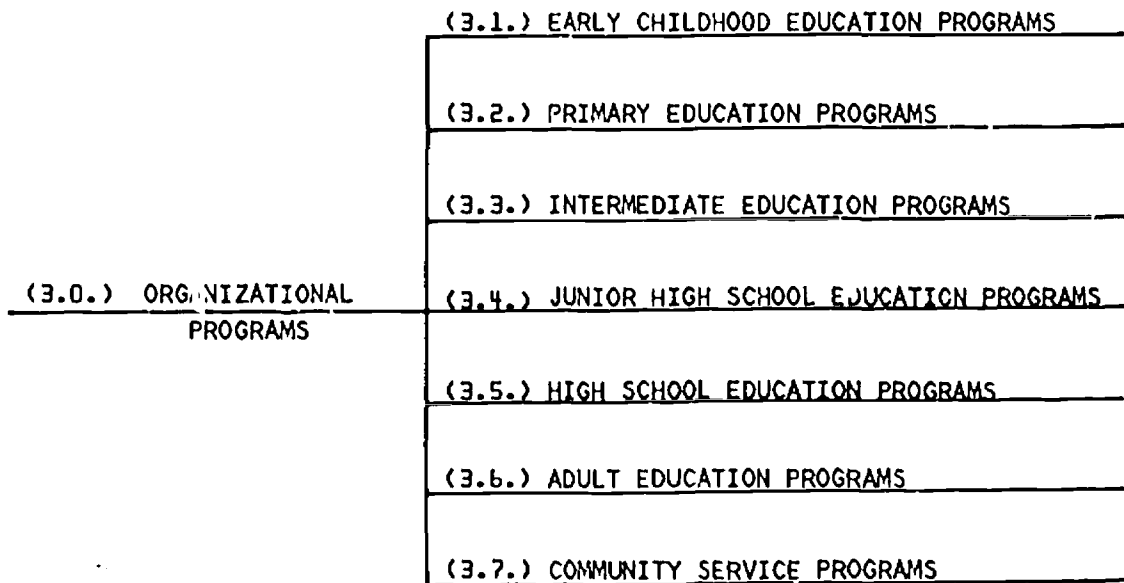 (3.1.) EARLY CHILDHOOD EDUCATION PROGRAMS
(3.2.) PRIMARY EDUCATION PROGRAMS
(3.3.) INTERMEDIATE EDUCATION PROGRAMS
(3.0.) ORGANIZATIONAL
PROGRAMS
(3.4.) JUNIOR HIGH SCHOOL EDUCATION PROGRAMS
(3.5.) HIGH SCHOOL EDUCATION PROGRAMS
(3.6.) ADULT EDUCATION PROGRAMS
(3.7.) COMMUNITY SERVICE PROGRAMS